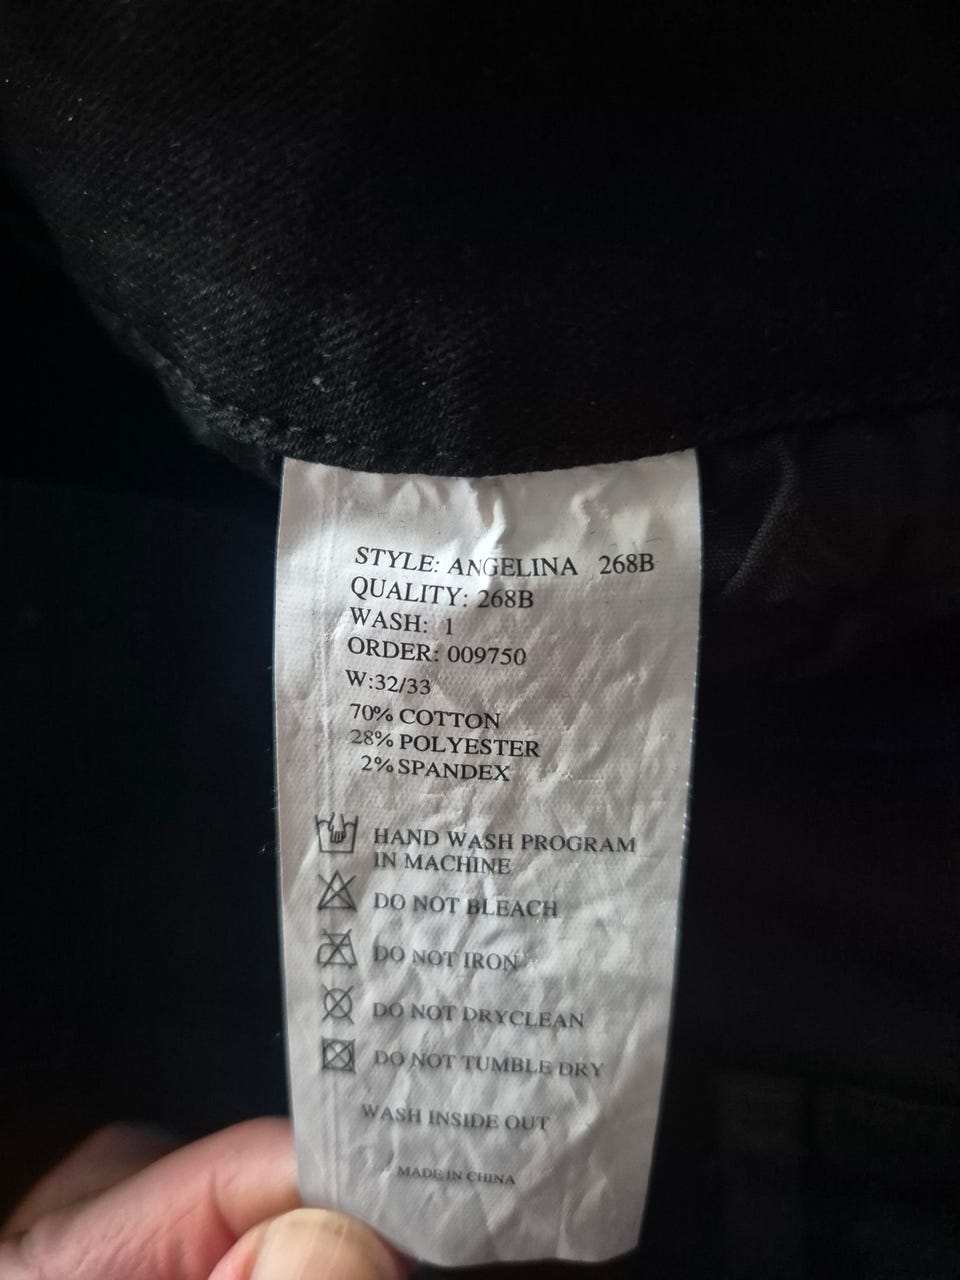 STYLE: ANGELINA 268B
QUALITY: 268B
WASH: 1
ORDER: 009750
W:32/33
70% COTTON
28% POLYESTER
2% SPANDEX
HAND WASH PROGRAM
IN MACHINE
DO NOT BLEACH
DO NOT IRON
DO NOT DRYCLEAN
DO NOT TUMBLE DRY
WASH INSIDE OUT
MADE IN CHINA